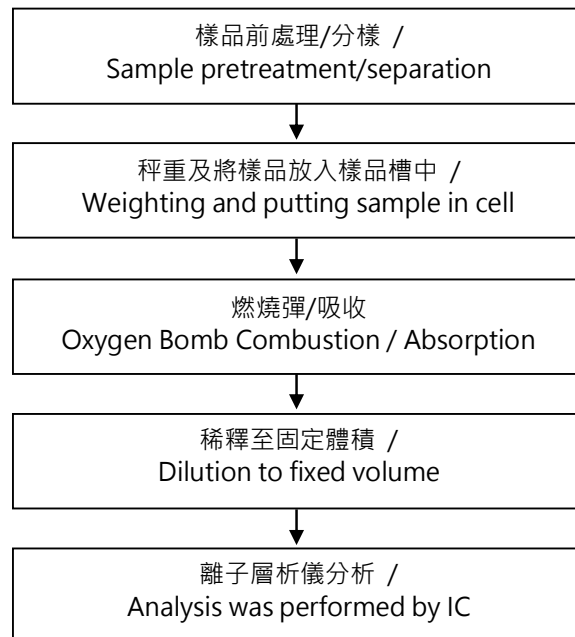 樣品前處理/分樣 /
Sample pretreatment/separation
秤重及將樣品放入樣品槽中 /
Weighting and putting sample in cell
燃燒彈/吸收
Oxygen Bomb Combustion / Absorption
稀釋至固定體積 /
Dilution to fixed volume
離子層析儀分析 /
Analysis was performed by IC